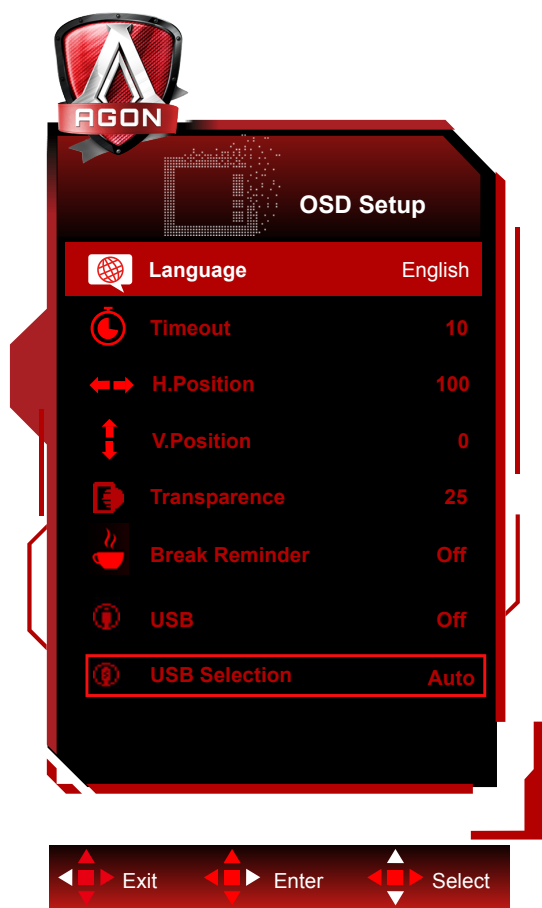 AGON
OSD Setup
Language English
Timeout 10
H.Position 100
V.Position 0
Transparence 25
Break Reminder Off
USB Off
USB Selection Auto
Exit Enter Select